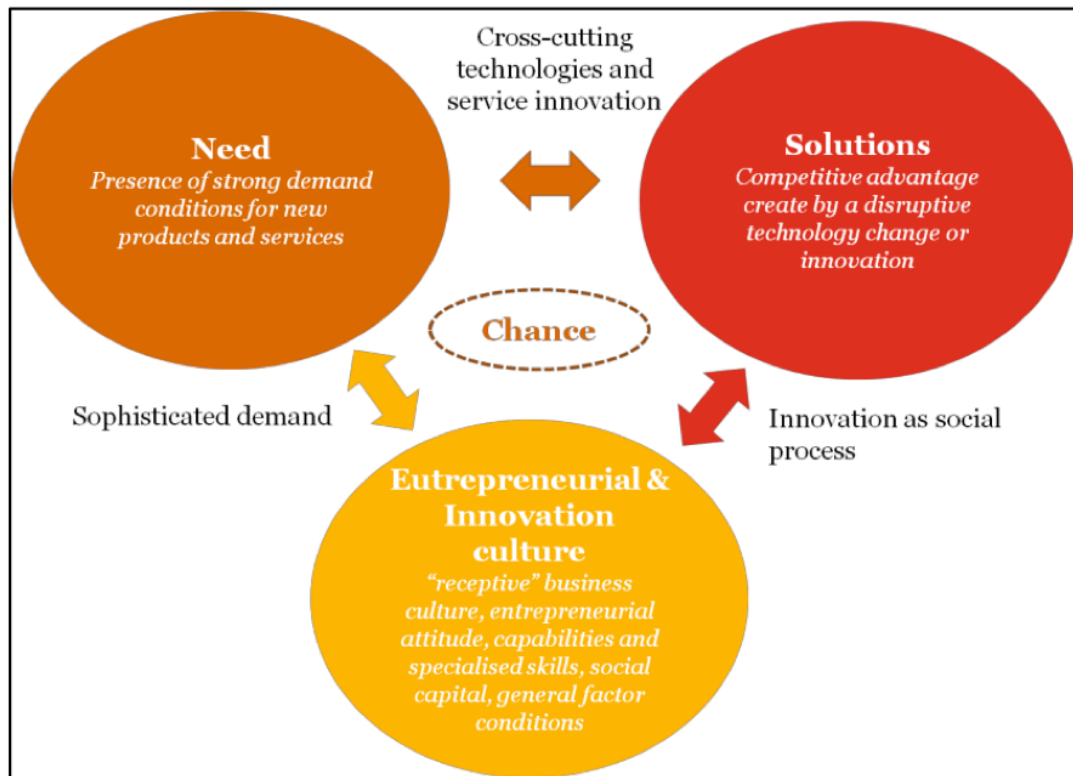 Cross-cutting
technologies and
service innovation
Need
Presence of strong demand
conditions for new
products and services
Solutions
Competitive advantage
create by a disruptive
technology change or
innovation
Chance
Sophisticated demand
Innovation as social
process
Eutrepreneurial &
Innovation
culture
“receptive” business
culture, entrepreneurial
attitude, capabilities and
specialised skills, social
capital, general factor
conditions